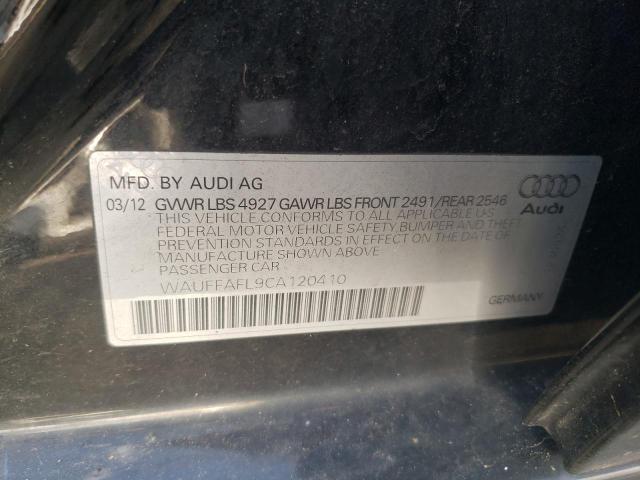 MFD. BY AUDI AG
03/12 GVWR LBS 4927 GAWR LBS FRONT 2491/REAR 2546
THIS VEHICLE CONFORMS TO ALL APPLICABLE U.S
FEDERAL MOTOR VEHICLE SAFETY BUMPER AND THEFT
PREVENTION STANDARDS IN EFFECT ON THE DATE OF
MANUFACTURE SHOWN ABOVE
PASSENGER CAR
WAUFFAFL9CA120410
Audi
GERMANY